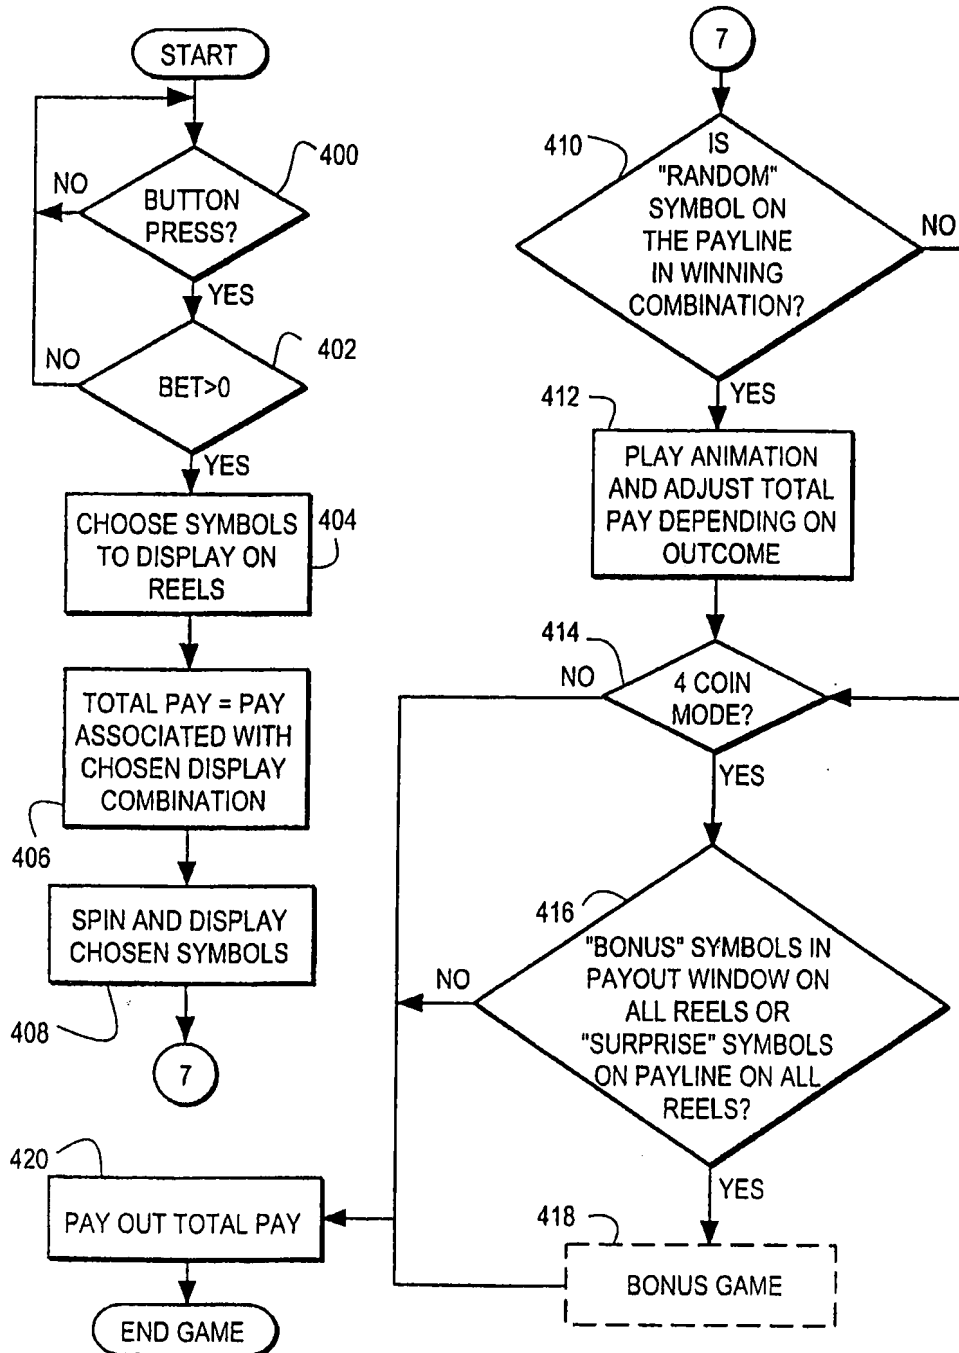 START
400
NO
BUTTON
PRESS?
YES
402
NO
BET>0
YES
CHOOSE SYMBOLS
TO DISPLAY ON
REELS
404
TOTAL PAY = PAY
ASSOCIATED WITH
CHOSEN DISPLAY
COMBINATION
406
SPIN AND DISPLAY
CHOSEN SYMBOLS
408
7
7
410
IS
"RANDOM"
SYMBOL ON
THE PAYLINE
IN WINNING
COMBINATION?
NO
YES
412
PLAY ANIMATION
AND ADJUST TOTAL
PAY DEPENDING ON
OUTCOME
414
NO
4 COIN
MODE?
YES
416
"BONUS" SYMBOLS IN
PAYOUT WINDOW ON
ALL REELS OR
"SURPRISE" SYMBOLS
ON PAYLINE ON ALL
REELS?
NO
YES
418
BONUS GAME
420
PAY OUT TOTAL PAY
END GAME